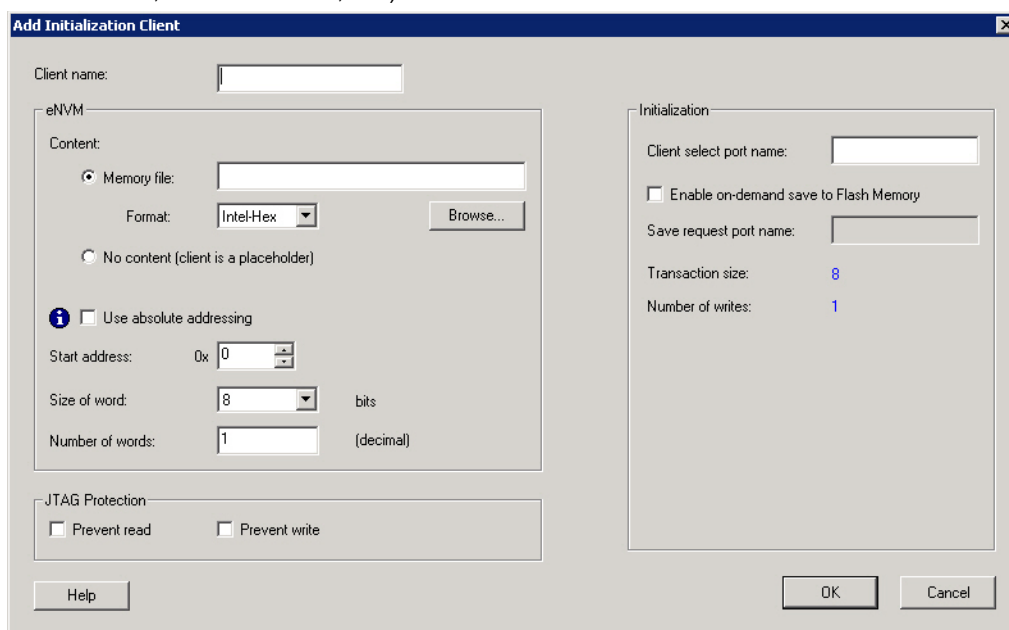 Add Initialization Client
Client name:
eNVM
Content:
Memory file:
Format: Intel-Hex Browse...
No content (client is a placeholder)
Use absolute addressing
Start address: 0x 0
Size of word: 8 bits
Number of words: 1 (decimal)
JTAG Protection
Prevent read Prevent write
Help
Initialization
Client select port name:
Enable on-demand save to Flash Memory
Save request port name:
Transaction size: 8
Number of writes: 1
OK Cancel